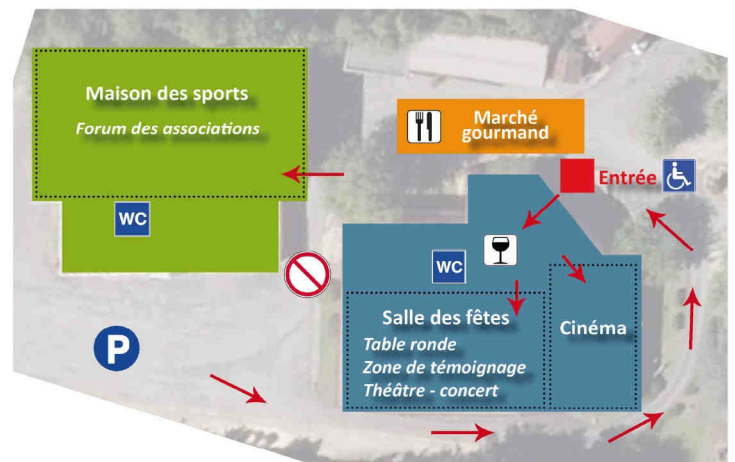 Maison des sports
Forum des associations
WC
Marché
gourmand
Entrée
WC
Salle des fêtes
Table ronde
Zone de témoignage
Théâtre - concert
Cinéma
P